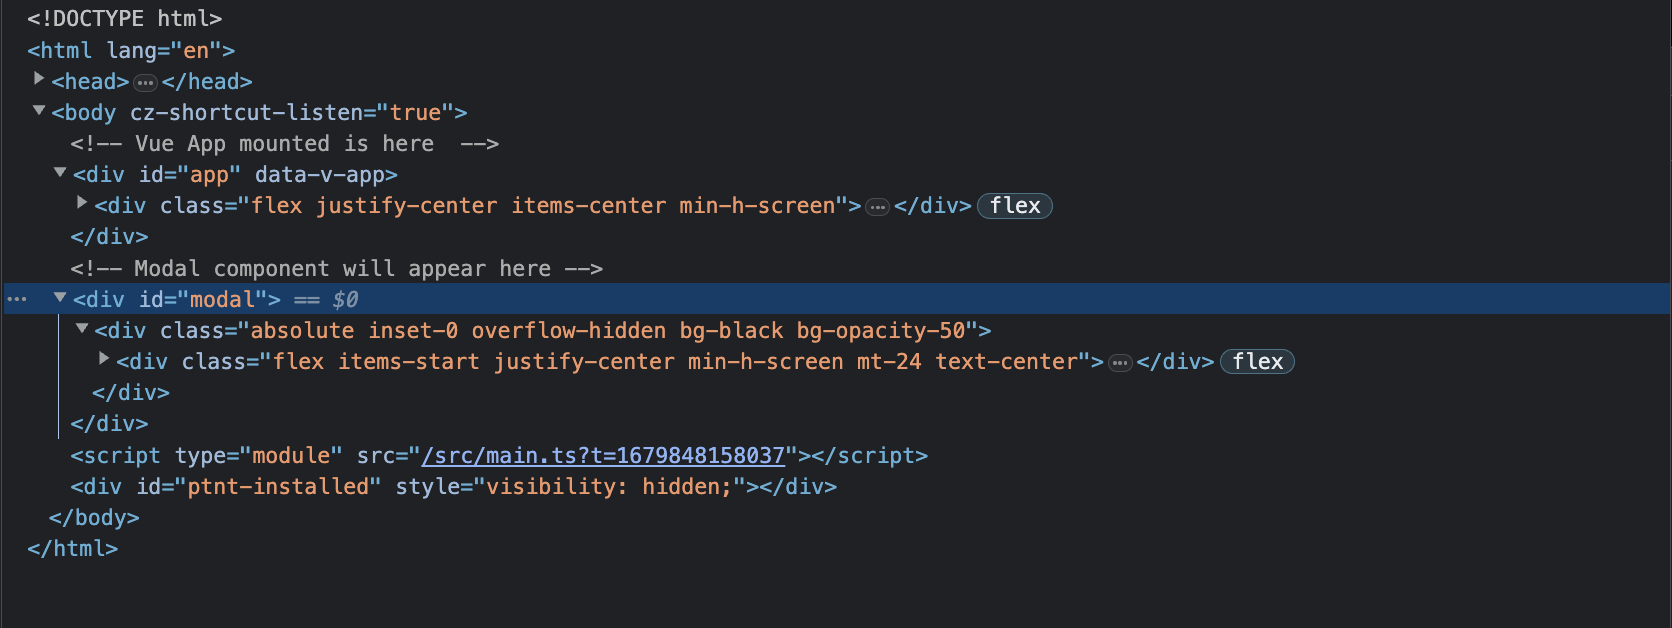 <!DOCTYPE html>
<html lang="en">
<head>…</head>
<body cz-shortcut-listen="true">
<!-- Vue App mounted is here  -->
<div id="app" data-v-app>
<div class="flex justify-center items-center min-h-screen">…</div> flex
</div>
<!-- Modal component will appear here -->
… <div id="modal"> == $0
<div class="absolute inset-0 overflow-hidden bg-black bg-opacity-50">
<div class="flex items-start justify-center min-h-screen mt-24 text-center">…</div> flex
</div>
</div>
<script type="module" src="/src/main.ts?t=1679848158037"></script>
<div id="ptnt-installed" style="visibility: hidden;"></div>
</body>
</html>